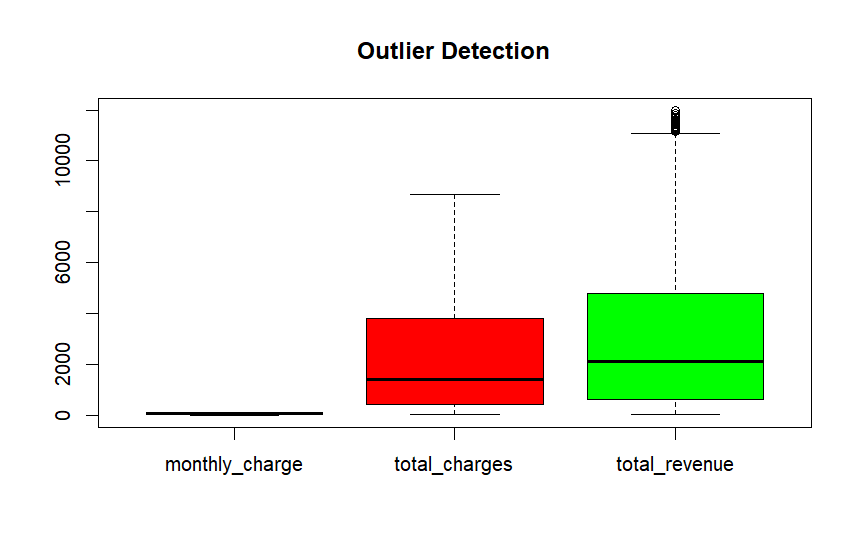 Outlier Detection
10000
6000
2000
0
monthly_charge total_charges total_revenue